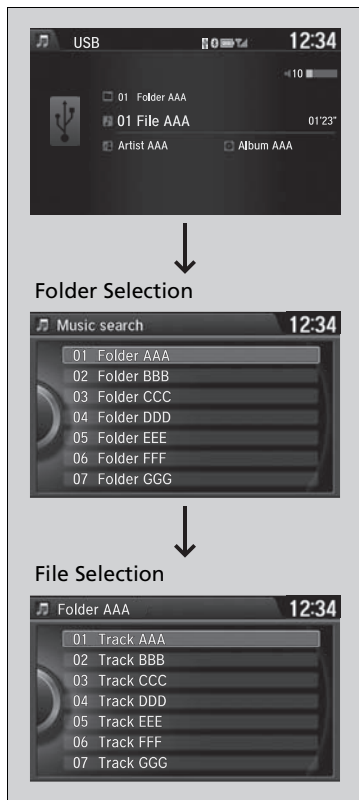 USB 12:34
10
01 Folder AAA
01 File AAA 01'23"
Artist AAA Album AAA
Folder Selection
Music search 12:34
01 Folder AAA
02 Folder BBB
03 Folder CCC
04 Folder DDD
05 Folder EEE
06 Folder FFF
07 Folder GGG
File Selection
Folder AAA 12:34
01 Track AAA
02 Track BBB
03 Track CCC
04 Track DDD
05 Track EEE
06 Track FFF
07 Track GGG